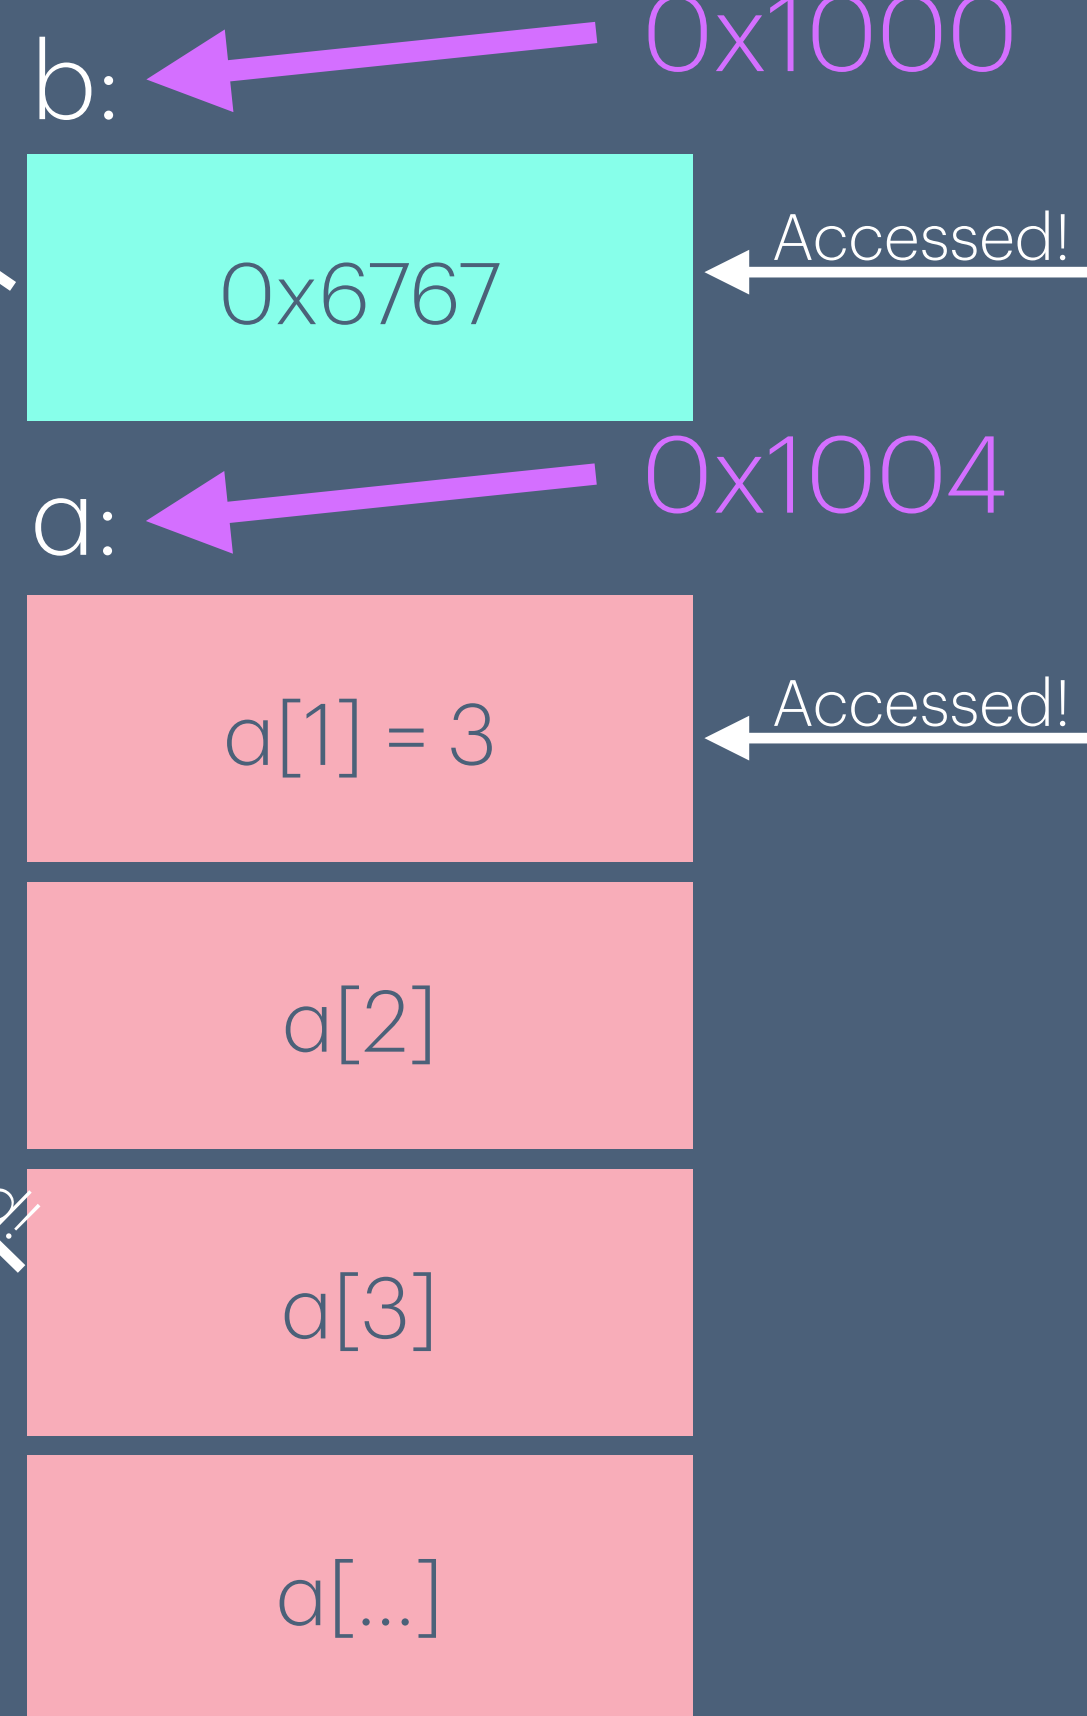 0x1000
b:
Accessed!
0x6767
0x1004
a:
Accessed!
a[1] = 3
a[2]
a[3]
a[...]